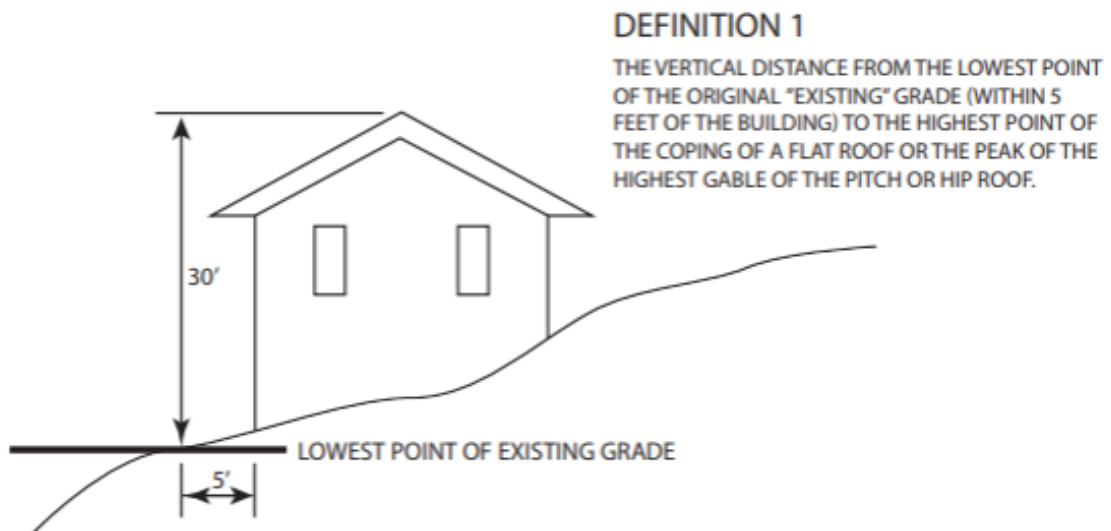 DEFINITION 1
THE VERTICAL DISTANCE FROM THE LOWEST POINT
OF THE ORIGINAL "EXISTING" GRADE (WITHIN 5
FEET OF THE BUILDING) TO THE HIGHEST POINT OF
THE COPING OF A FLAT ROOF OR THE PEAK OF THE
HIGHEST GABLE OF THE PITCH OR HIP ROOF.
30'
LOWEST POINT OF EXISTING GRADE
5'